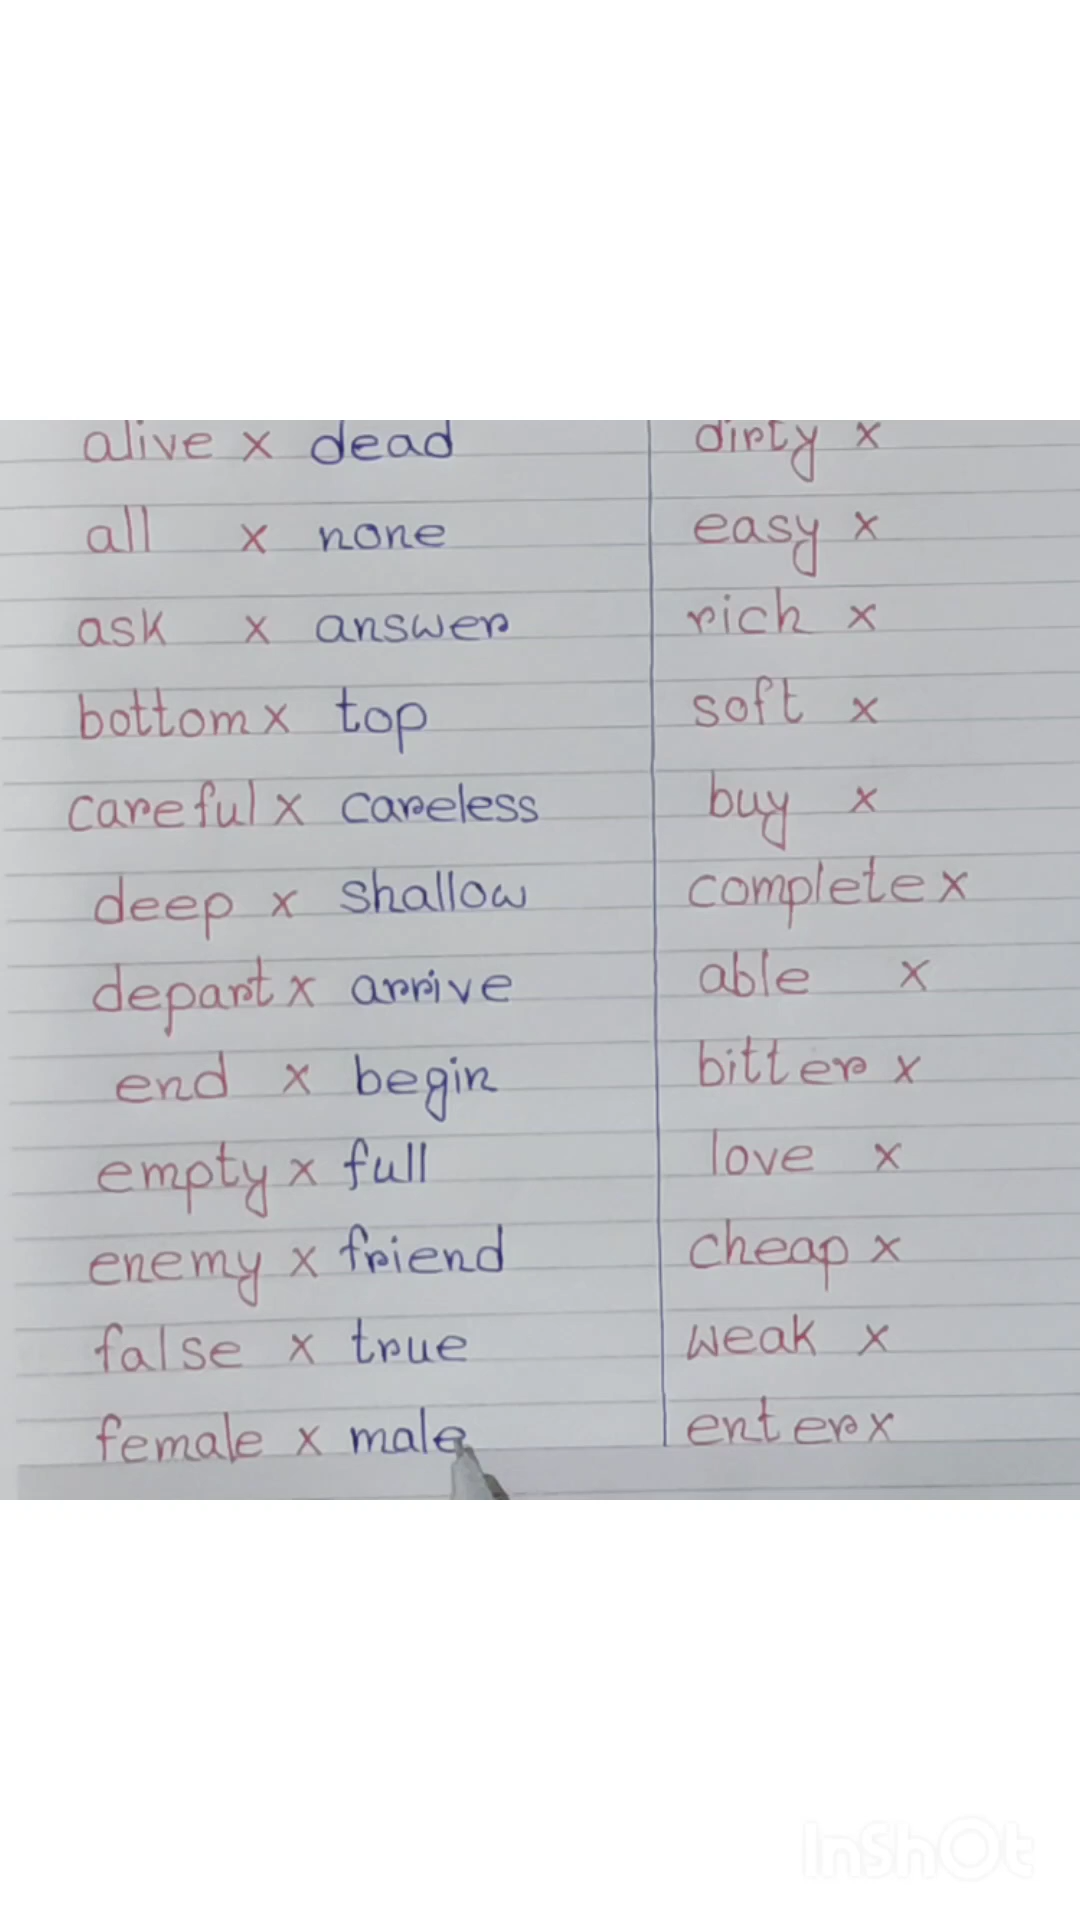 alive x dead
all x none
ask x answer
bottom x top
careful x careless
deep x shallow
depart x arrive
end x begin
empty x full
enemy x friend
false x true
female x male
dirty x
easy x
rich x
soft x
buy x
complete x
able x
bitter x
love x
cheap x
weak x
enter x
InShOt